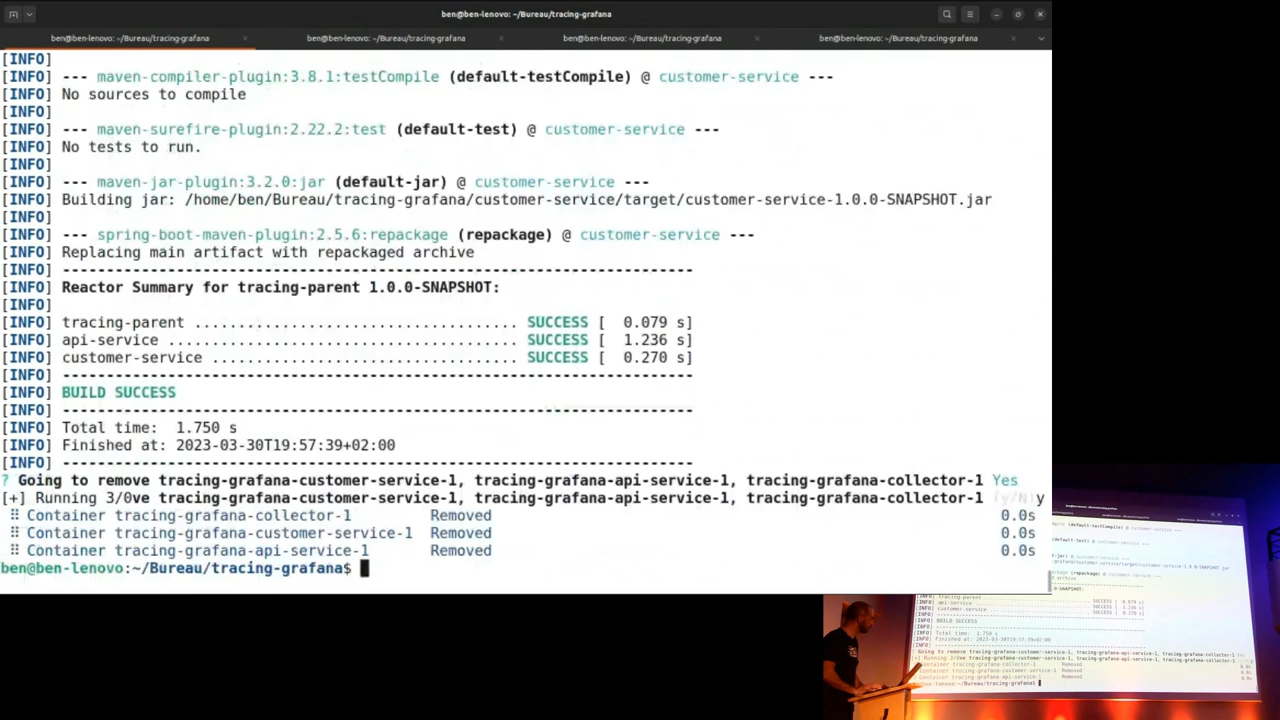 ben@ben-lenovo: ~/Bureau/tracing-grafana
ben@ben-lenovo: ~/Bureau/tracing-grafana
ben@ben-lenovo: ~/Bureau/tracing-grafana
ben@ben-lenovo: ~/Bureau/tracing-grafana
ben@ben-lenovo: ~/Bureau/tracing-grafana
[INFO]
[INFO] --- maven-compiler-plugin:3.8.1:testCompile (default-testCompile) @ customer-service ---
[INFO] No sources to compile
[INFO]
[INFO] --- maven-surefire-plugin:2.22.2:test (default-test) @ customer-service ---
[INFO] No tests to run.
[INFO]
[INFO] --- maven-jar-plugin:3.2.0:jar (default-jar) @ customer-service ---
[INFO] Building jar: /home/ben/Bureau/tracing-grafana/customer-service/target/customer-service-1.0.0-SNAPSHOT.jar
[INFO]
[INFO] --- spring-boot-maven-plugin:2.5.6:repackage (repackage) @ customer-service ---
[INFO] Replacing main artifact with repackaged archive
[INFO] ------------------------------------------------------------------------
[INFO] Reactor Summary for tracing-parent 1.0.0-SNAPSHOT:
[INFO]
[INFO] tracing-parent ..................................... SUCCESS [  0.079 s]
[INFO] api-service ........................................ SUCCESS [  1.236 s]
[INFO] customer-service ................................... SUCCESS [  0.270 s]
[INFO] ------------------------------------------------------------------------
[INFO] BUILD SUCCESS
[INFO] ------------------------------------------------------------------------
[INFO] Total time:  1.750 s
[INFO] Finished at: 2023-03-30T19:57:39+02:00
[INFO] ------------------------------------------------------------------------
? Going to remove tracing-grafana-customer-service-1, tracing-grafana-api-service-1, tracing-grafana-collector-1 Yes
[+] Running 3/0ve tracing-grafana-customer-service-1, tracing-grafana-api-service-1, tracing-grafana-collector-1 (y/N)y
⠿ Container tracing-grafana-collector-1 Removed 0.0s
⠿ Container tracing-grafana-customer-service-1 Removed 0.0s
⠿ Container tracing-grafana-api-service-1 Removed 0.0s
ben@ben-lenovo:~/Bureau/tracing-grafana$